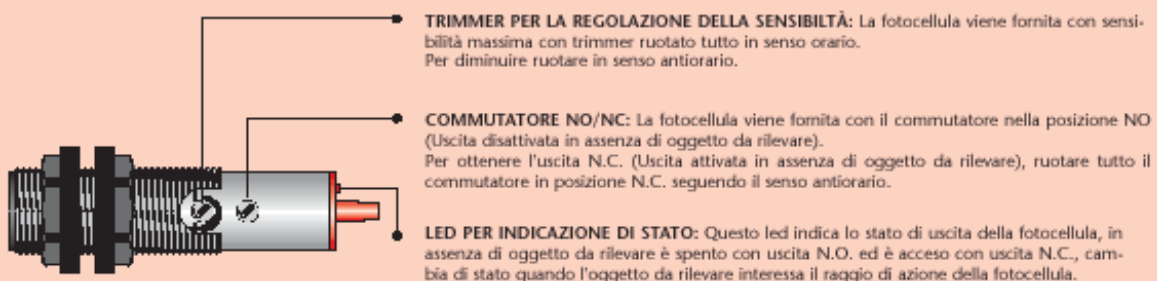 TRIMMER PER LA REGOLAZIONE DELLA SENSIBILTÀ: La fotocellula viene fornita con sensi-
bilità massima con trimmer ruotato tutto in senso orario.
Per diminuire ruotare in senso antiorario.
COMMUTATORE NO/NC: La fotocellula viene fornita con il commutatore nella posizione NO
(Uscita disattivata in assenza di oggetto da rilevare).
Per ottenere l'uscita N.C. (Uscita attivata in assenza di oggetto da rilevare), ruotare tutto il
commutatore in posizione N.C. seguendo il senso antiorario.
LED PER INDICAZIONE DI STATO: Questo led indica lo stato di uscita della fotocellula, in
assenza di oggetto da rilevare è spento con uscita N.O. ed è acceso con uscita N.C., cam-
bia di stato quando l'oggetto da rilevare interessa il raggio di azione della fotocellula.